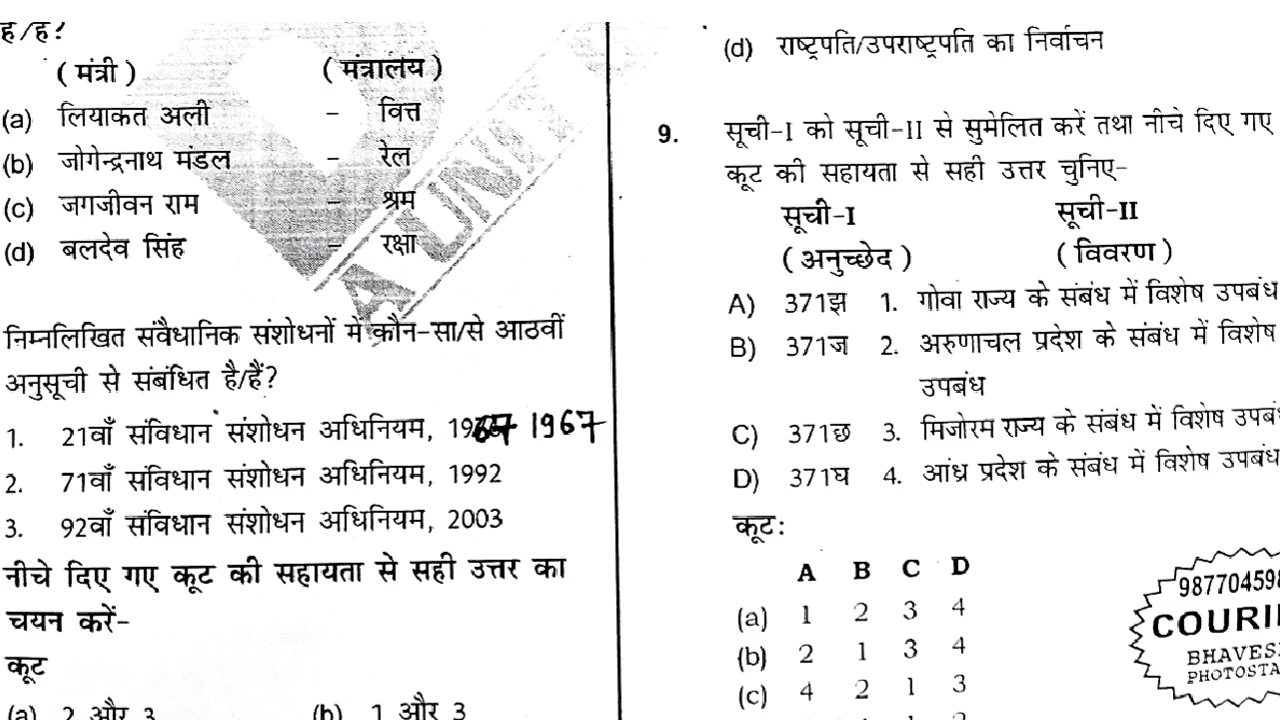 है/हैं?
(मंत्री) (मंत्रालय)
(a) लियाकत अली – वित्त
(b) जोगेन्द्रनाथ मंडल – रेल
(c) जगजीवन राम – श्रम
(d) बलदेव सिंह – रक्षा
निम्नलिखित संवैधानिक संशोधनों में कौन-सा/से आठवीं
अनुसूची से संबंधित है/हैं?
1. 21वाँ संविधान संशोधन अधिनियम, 1967
2. 71वाँ संविधान संशोधन अधिनियम, 1992
3. 92वाँ संविधान संशोधन अधिनियम, 2003
नीचे दिए गए कूट की सहायता से सही उत्तर का
चयन करें-
कूट
(a) 2 और 3 (b) 1 और 3
(d) राष्ट्रपति/उपराष्ट्रपति का निर्वाचन
9. सूची-I को सूची-II से सुमेलित करें तथा नीचे दिए गए
कूट की सहायता से सही उत्तर चुनिए-
सूची-I सूची-II
(अनुच्छेद) (विवरण)
A) 371झ 1. गोवा राज्य के संबंध में विशेष उपबंध
B) 371ज 2. अरुणाचल प्रदेश के संबंध में विशेष
उपबंध
C) 371छ 3. मिजोरम राज्य के संबंध में विशेष उपबं
D) 371घ 4. आंध्र प्रदेश के संबंध में विशेष उपबंध
कूट:
A B C D
(a) 1 2 3 4
(b) 2 1 3 4
(c) 4 2 1 3
98770459
COURI
BHAVES
PHOTOSTA